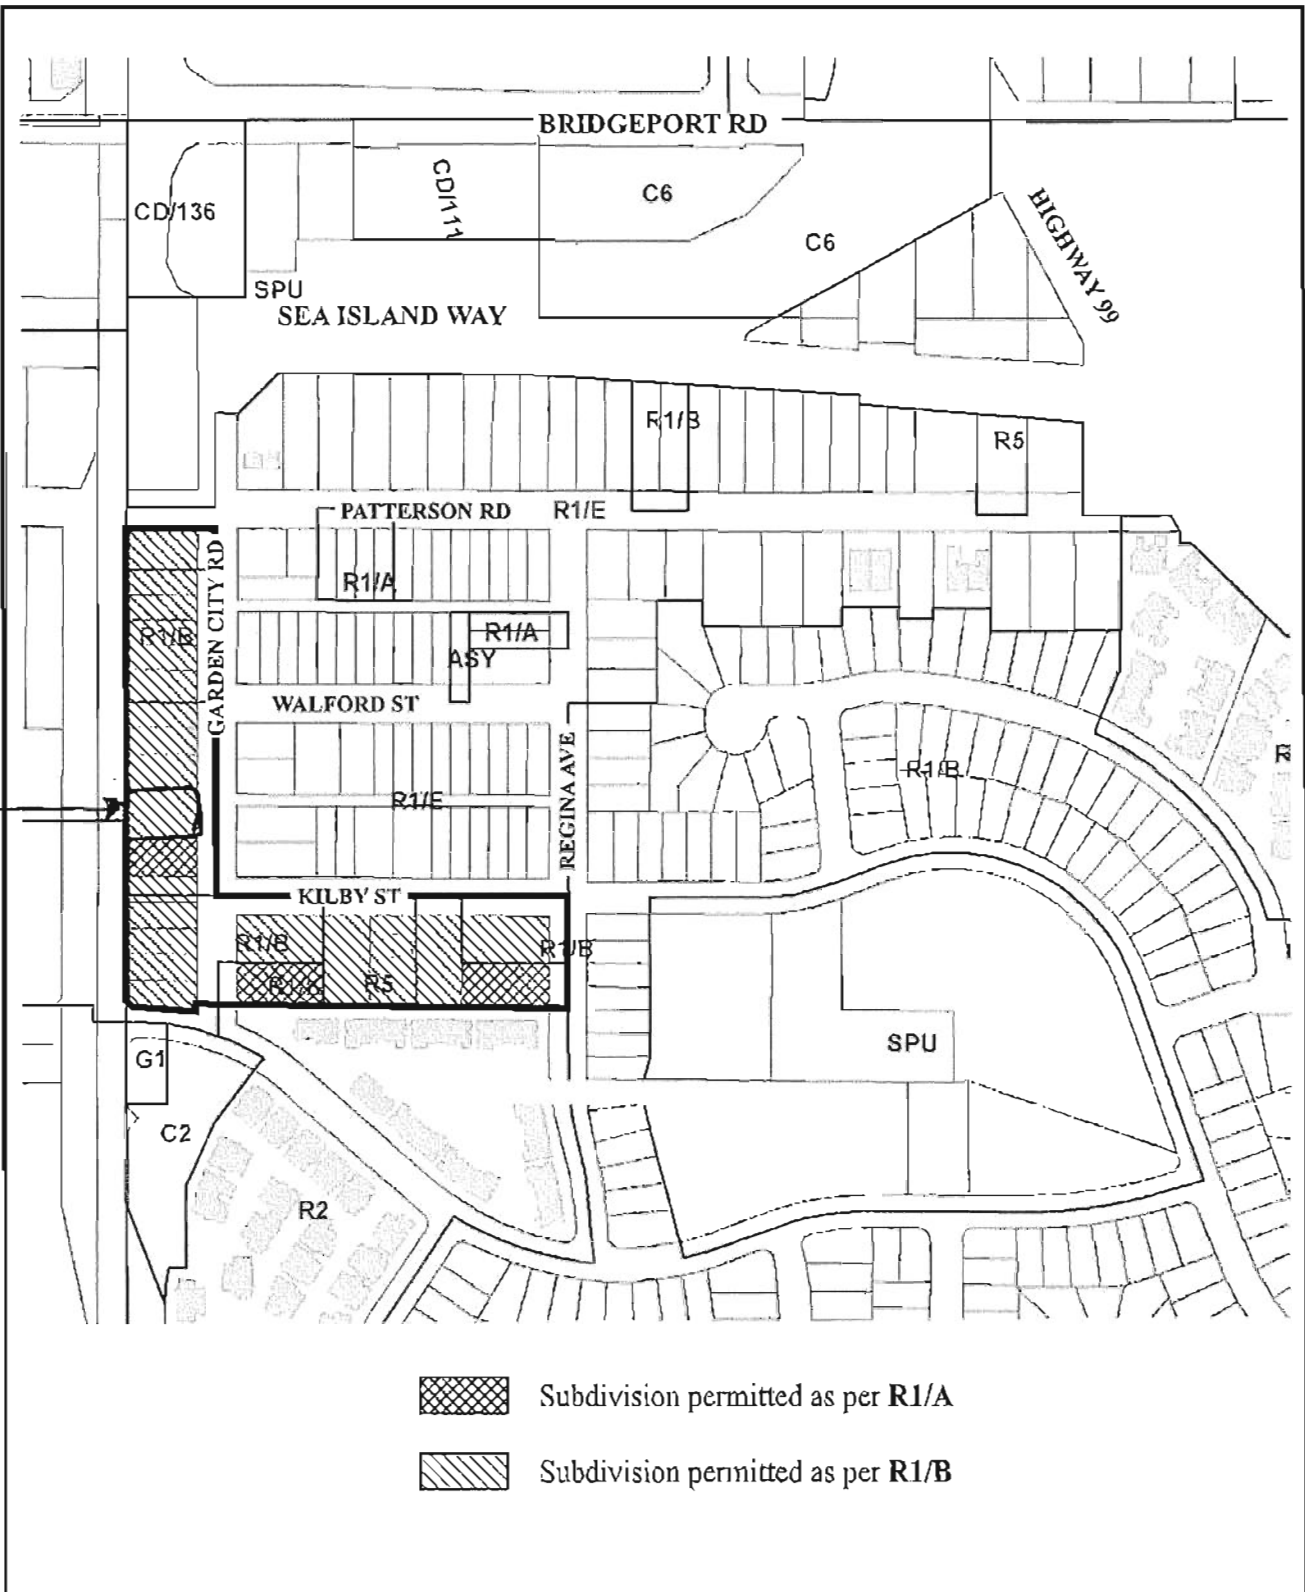 BRIDGEPORT RD
CD/136
CD/111
C6
C6
HIGHWAY 99
SPU
SEA ISLAND WAY
R1/B
R5
PATTERSON RD
R1/E
R1/A
GARDEN CITY RD
R1/B
R1/A
ASY
WALFORD ST
REGINA AVE
R1/B
R
R1/E
KILBY ST
R1/B
R1/B
R5
SPU
G1
C2
R2
Subdivision permitted as per R1/A
Subdivision permitted as per R1/B